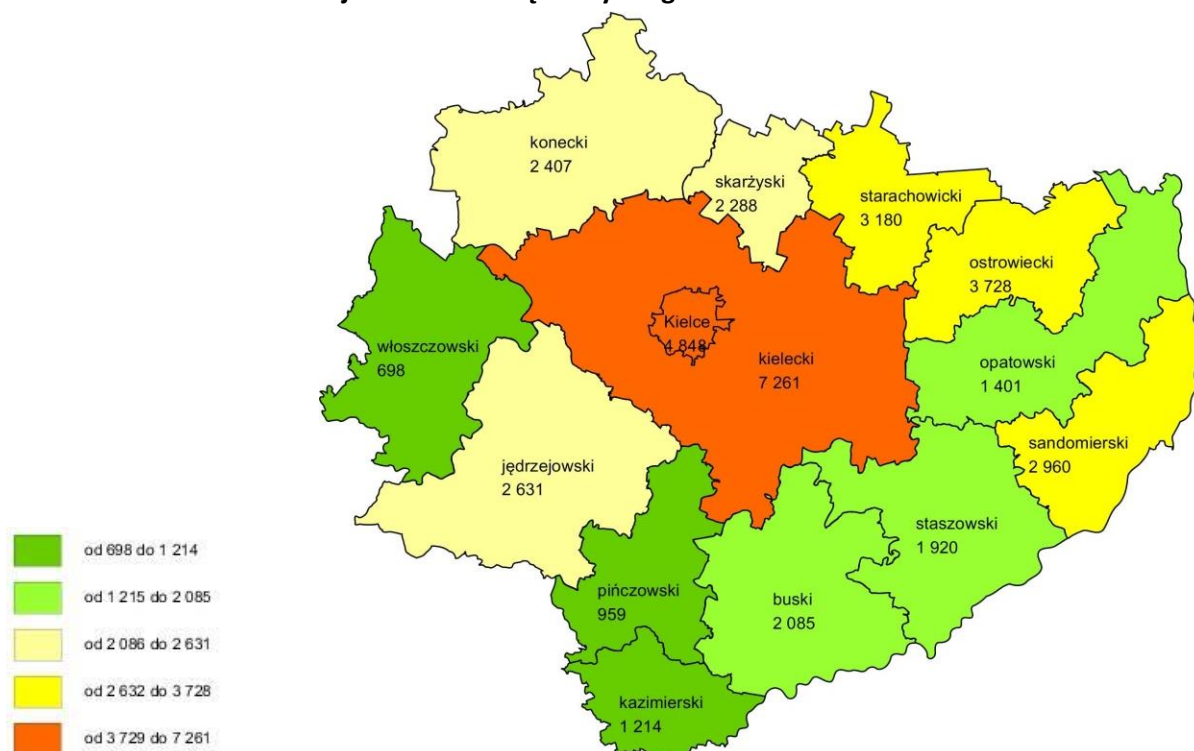 konecki
2 407
skarżyski
2 288
starachowicki
3 180
ostrowiecki
3 728
Kielce
4 848
włoszczowski
698
kielecki
7 261
opatowski
1 401
sandomierski
2 960
jędrzejowski
2 631
staszowski
1 920
pińczowski
959
buski
2 085
kazimierski
1 214
od 698 do 1 214
od 1 215 do 2 085
od 2 086 do 2 631
od 2 632 do 3 728
od 3 729 do 7 261